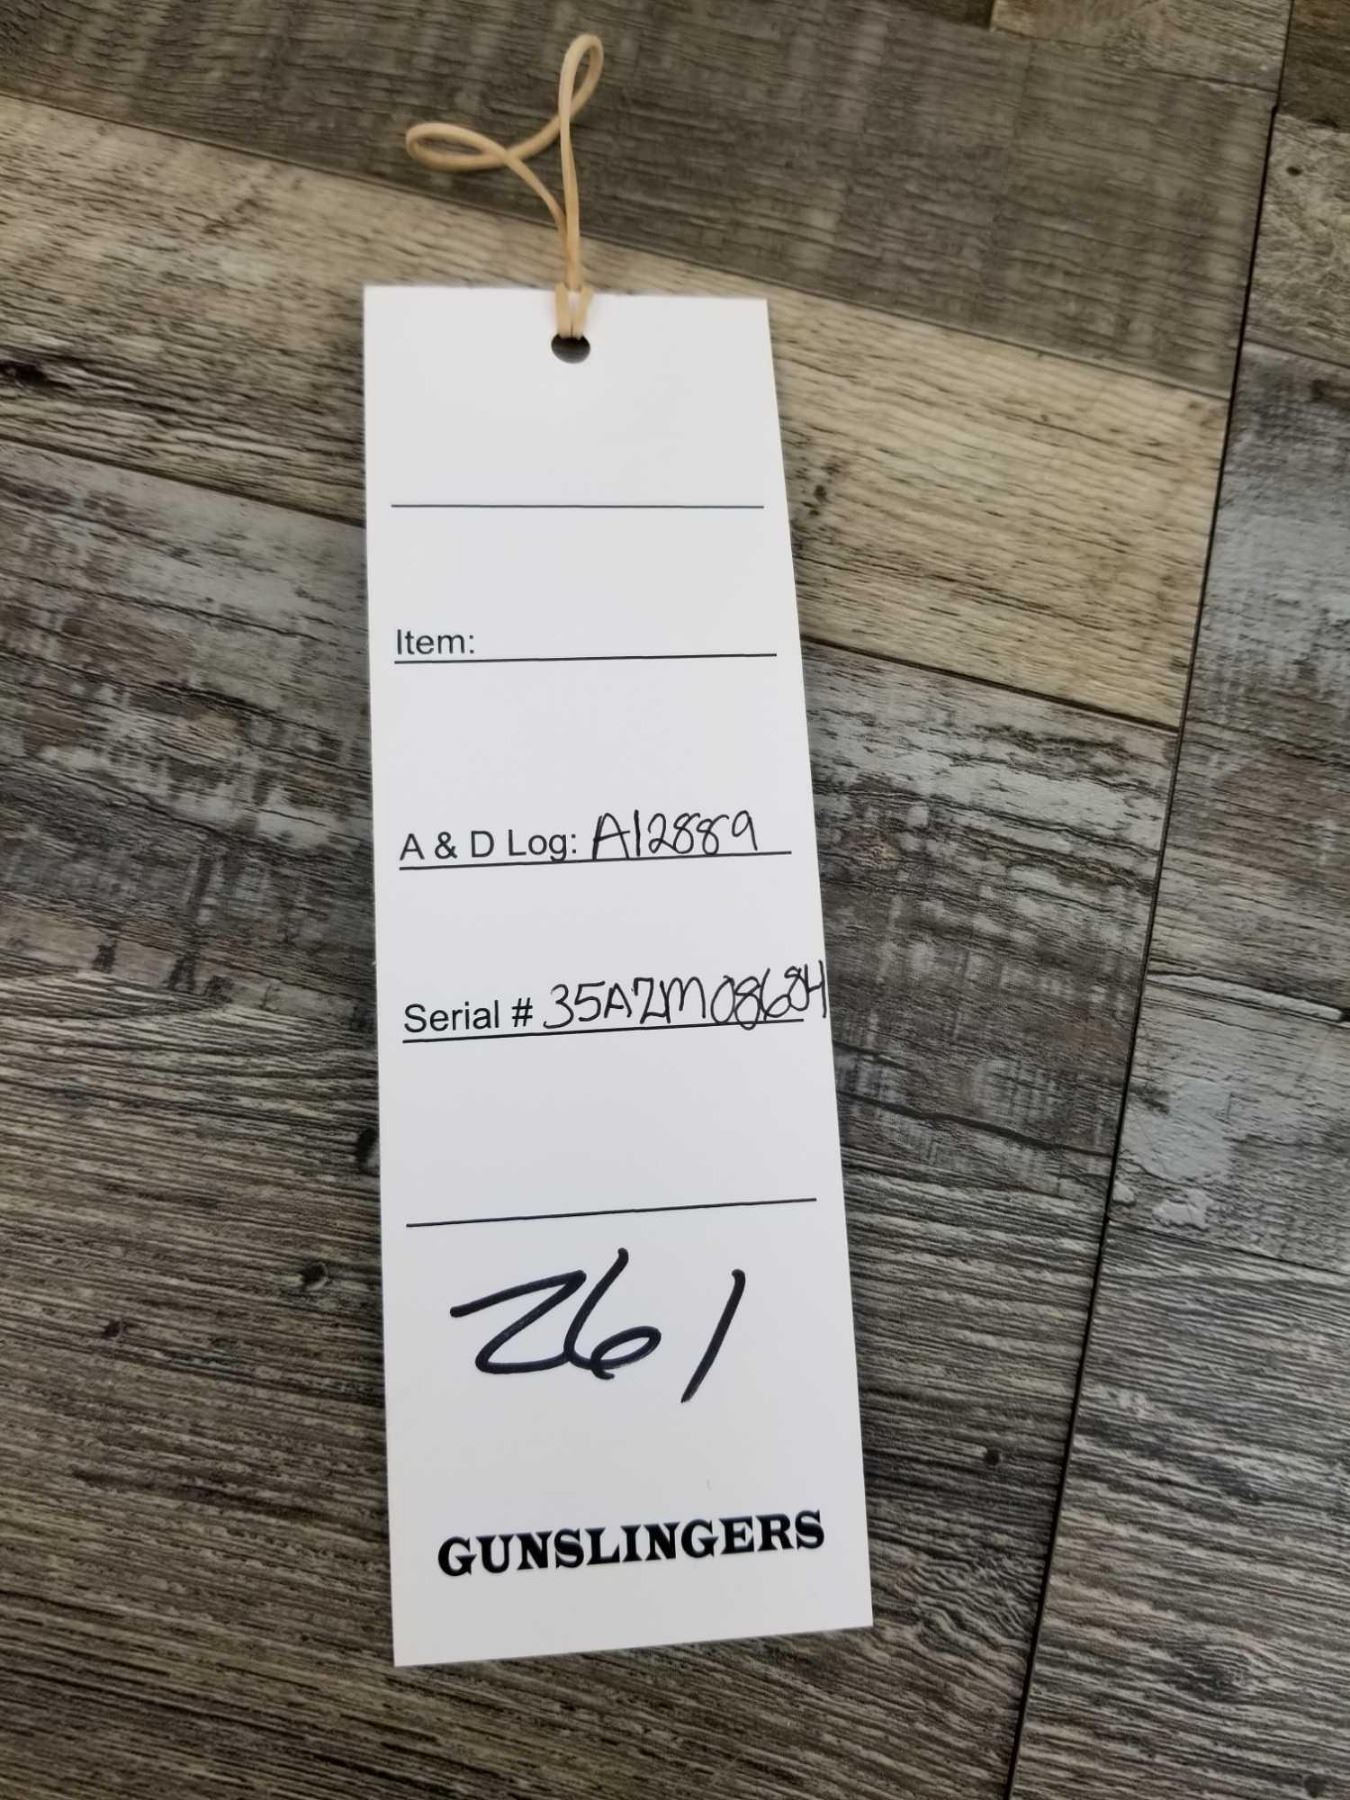 Item:
A & D Log: A12889
Serial # 35AZM08684
261
GUNSLINGERS